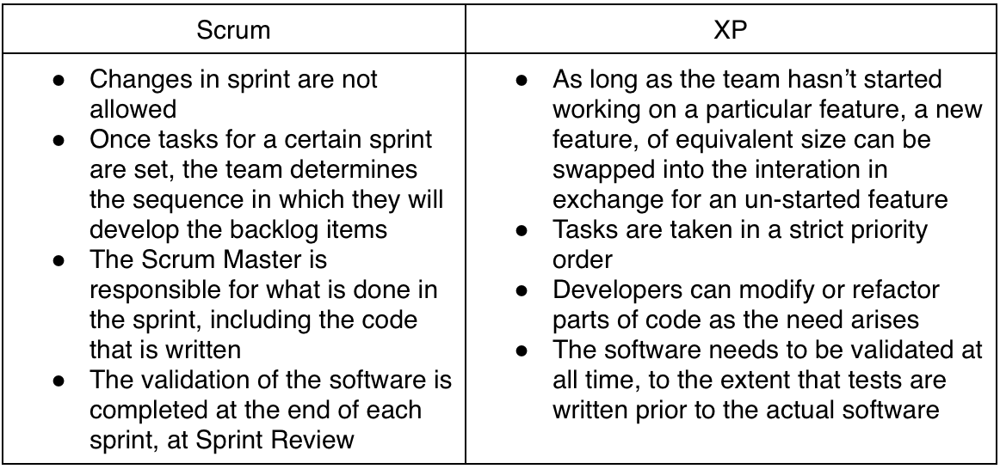 Scrum
XP
● Changes in sprint are not
allowed
● Once tasks for a certain sprint
are set, the team determines
the sequence in which they will
develop the backlog items
● The Scrum Master is
responsible for what is done in
the sprint, including the code
that is written
● The validation of the software is
completed at the end of each
sprint, at Sprint Review
● As long as the team hasn’t started
working on a particular feature, a new
feature, of equivalent size can be
swapped into the interation in
exchange for an un-started feature
● Tasks are taken in a strict priority
order
● Developers can modify or refactor
parts of code as the need arises
● The software needs to be validated at
all time, to the extent that tests are
written prior to the actual software